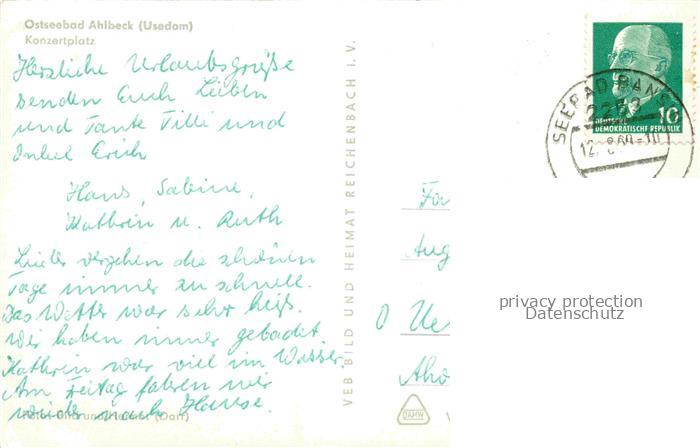 Ostseebad Ahlbeck (Usedom)
Konzertplatz
Herzliche Urlaubsgrüße
senden Euch Lieben
und Tante Tilli und
Onkel Erich
Hans, Sabine,
Kathrin u. Ruth
Leider vergehen die schönen
Tage immer zu schnell.
Das Wetter war sehr heiß.
Wir haben immer gebadet.
Kathrin war viel im Wasser.
Am Freitag fahren wir
wieder nach Hause.
VEB BILD UND HEIMAT REICHENBACH I. V.
SEEBAD BANS
2253
10
DEUTSCHE
DEMOKRATISCHE REPUBLIK
Aug
privacy protection
Datenschutz